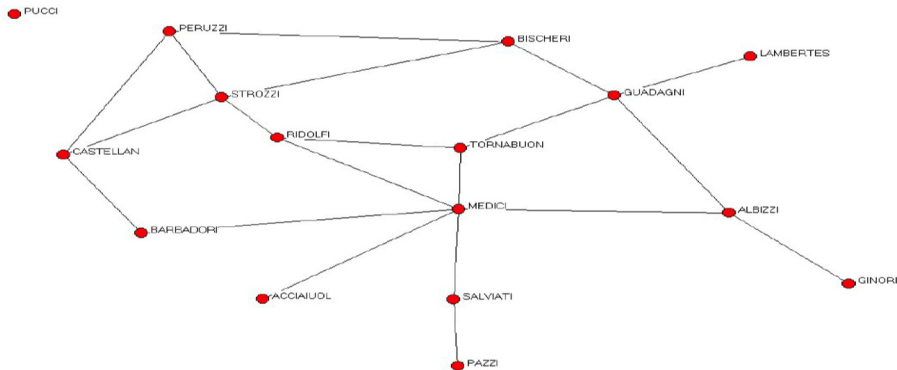 PUCCI
PERUZZI
BISCHERI
LAMBERTES
STROZZI
GUADAGNI
RIDOLFI
TORNABUON
CASTELLAN
MEDICI
ALBIZZI
BARBADORI
GINORI
ACCIAIUOL
SALVIATI
PAZZI